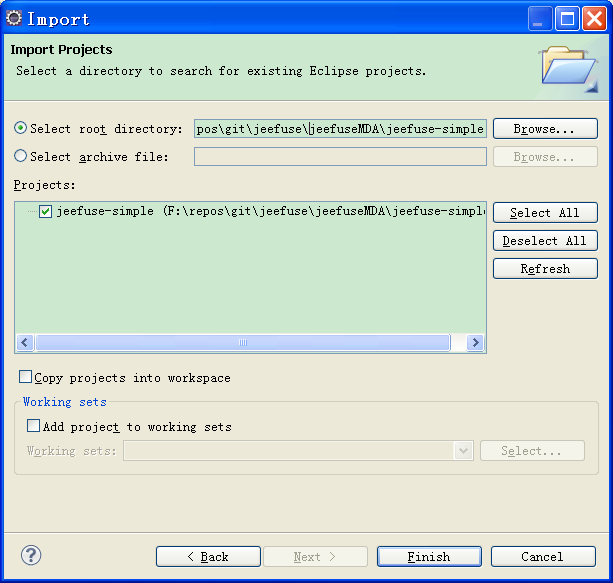 Import
Import Projects
Select a directory to search for existing Eclipse projects.
Select root directory: pos\git\jeefuse\jeefuseMDA\jeefuse-simple Browse...
Select archive file: Browse...
Projects:
jeefuse-simple (F:\repos\git\jeefuse\jeefuseMDA\jeefuse-simpl
Select All
Deselect All
Refresh
Copy projects into workspace
Working sets
Add project to working sets
Working sets: Select...
? < Back Next > Finish Cancel